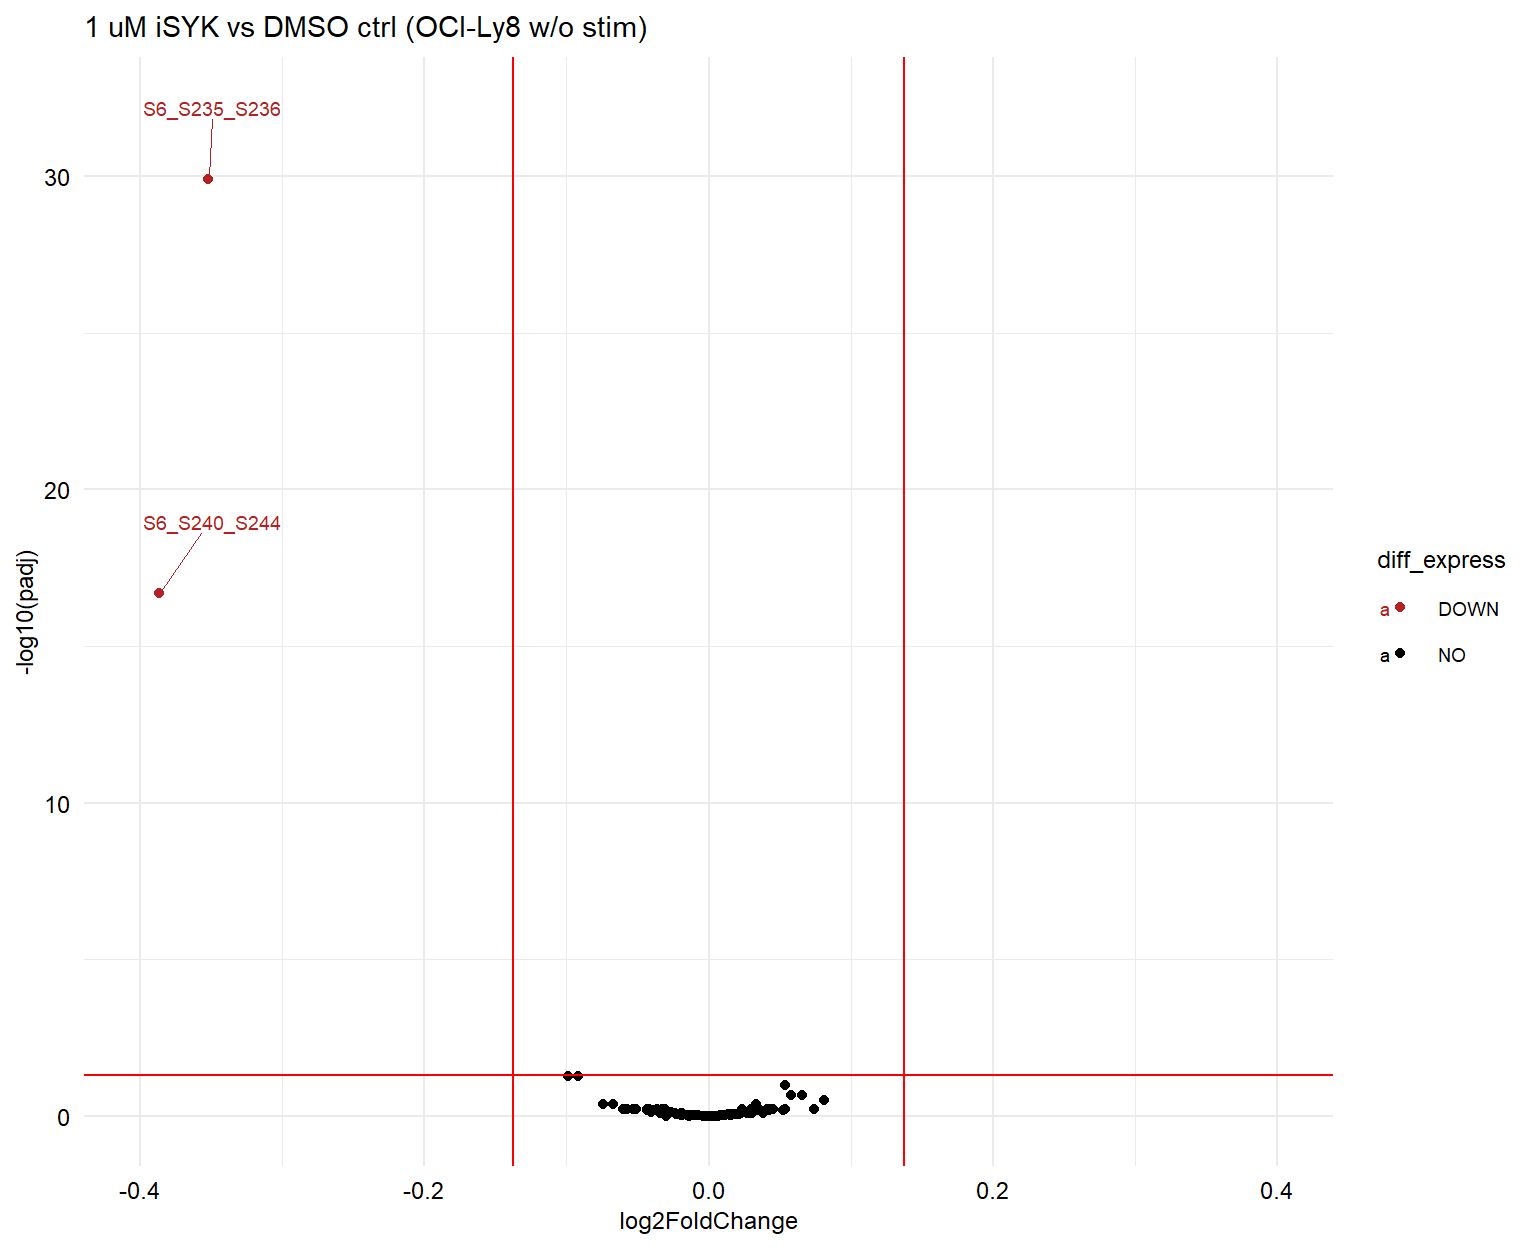 1 uM iSYK vs DMSO ctrl (OCI-Ly8 w/o stim)
S6_S235_S236
30
20
S6_S240_S244
-log10(padj)
10
0
-0.4
-0.2
0.0
0.2
0.4
log2FoldChange
diff_express
a DOWN
a NO